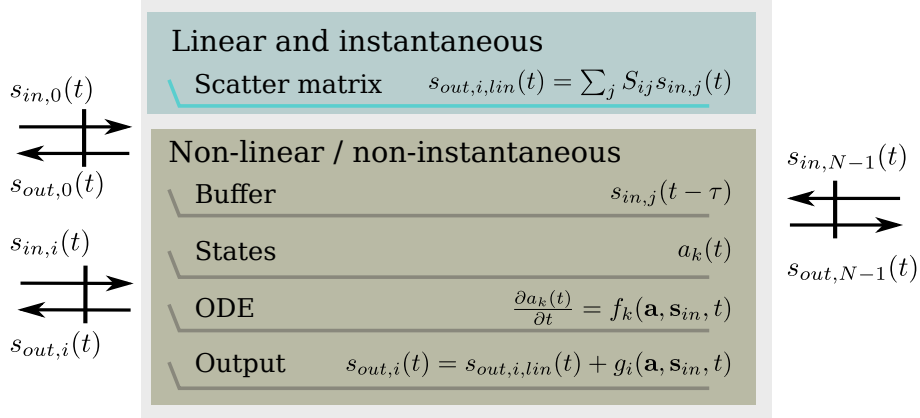 s_{in,0}(t)
s_{out,0}(t)
s_{in,i}(t)
s_{out,i}(t)
Linear and instantaneous
Scatter matrix s_{out,i,lin}(t) = ∑_j S_{ij}s_{in,j}(t)
Non-linear / non-instantaneous
Buffer s_{in,j}(t − τ)
States a_k(t)
ODE \frac{∂a_k(t)}{∂t} = f_k(𝐚, 𝐬_{in}, t)
Output s_{out,i}(t) = s_{out,i,lin}(t) + g_i(𝐚, 𝐬_{in}, t)
s_{in,N−1}(t)
s_{out,N−1}(t)